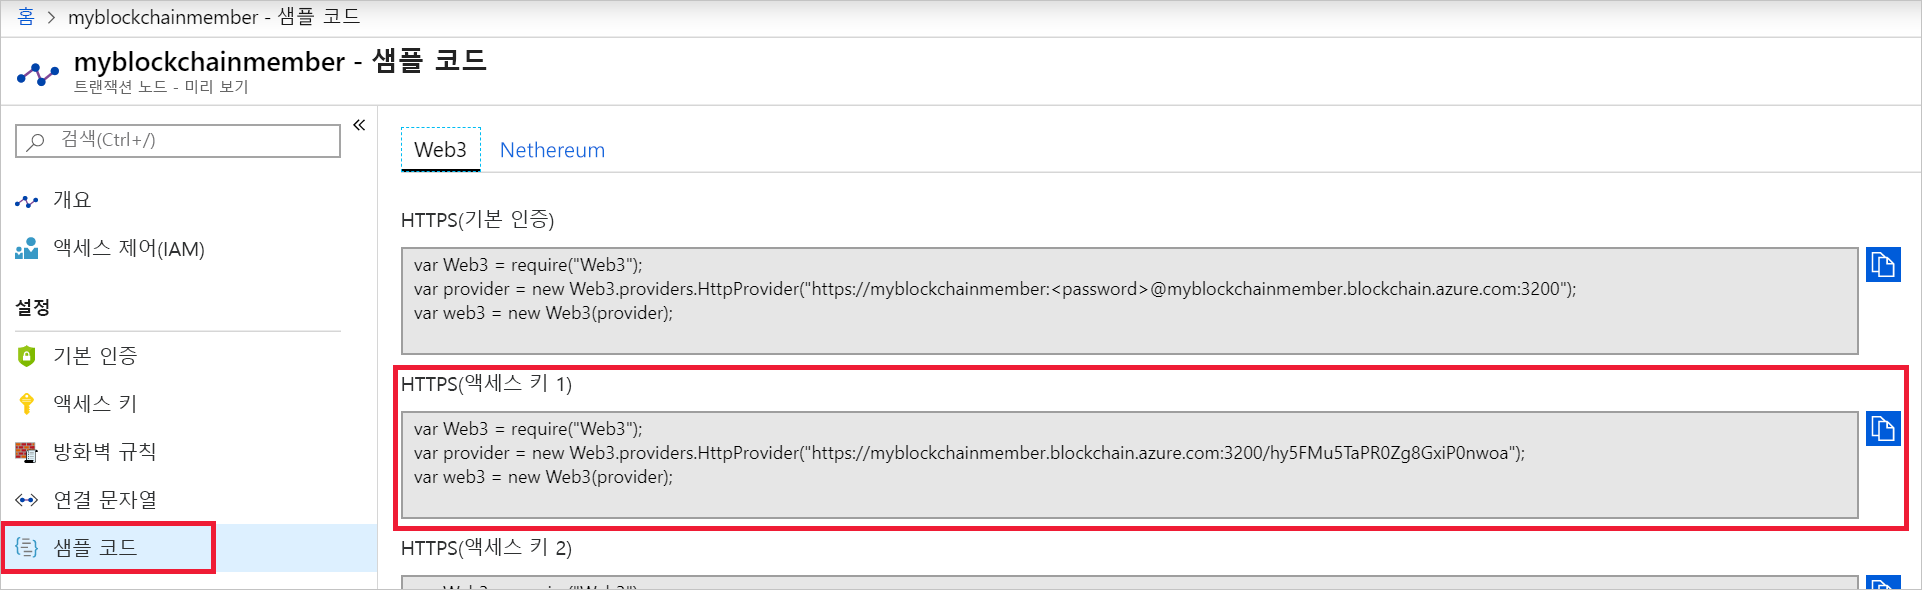 홈 > myblockchainmember - 샘플 코드
myblockchainmember - 샘플 코드
트랜잭션 노드 - 미리 보기
검색(Ctrl+/)
«
개요
액세스 제어(IAM)
설정
기본 인증
액세스 키
방화벽 규칙
연결 문자열
샘플 코드
Web3 Nethereum
HTTPS(기본 인증)
var Web3 = require("Web3");
var provider = new Web3.providers.HttpProvider("https://myblockchainmember:<password>@myblockchainmember.blockchain.azure.com:3200");
var web3 = new Web3(provider);
HTTPS(액세스 키 1)
var Web3 = require("Web3");
var provider = new Web3.providers.HttpProvider("https://myblockchainmember.blockchain.azure.com:3200/hy5FMu5TaPR0Zg8GxiP0nwoa");
var web3 = new Web3(provider);
HTTPS(액세스 키 2)